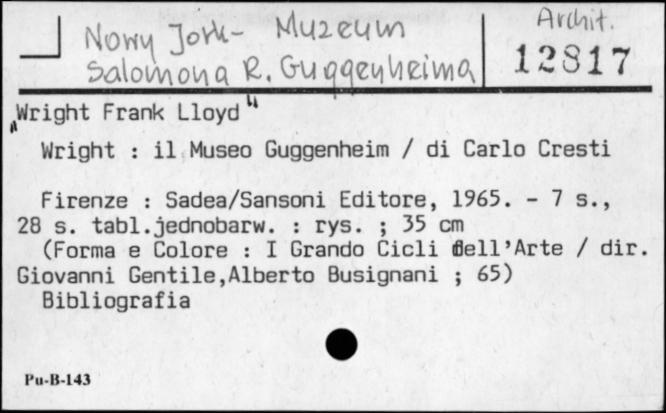 Nowy Jork - Muzeum
Archit.
Salomona R. Guggenheima
12817
„Wright Frank Lloyd"
Wright : il Museo Guggenheim / di Carlo Cresti
Firenze : Sadea/Sansoni Editore, 1965. - 7 s.,
28 s. tabl.jednobarw. : rys. ; 35 cm
(Forma e Colore : I Grando Cicli dell'Arte / dir.
Giovanni Gentile,Alberto Busignani ; 65)
Bibliografia
Pu-B-143